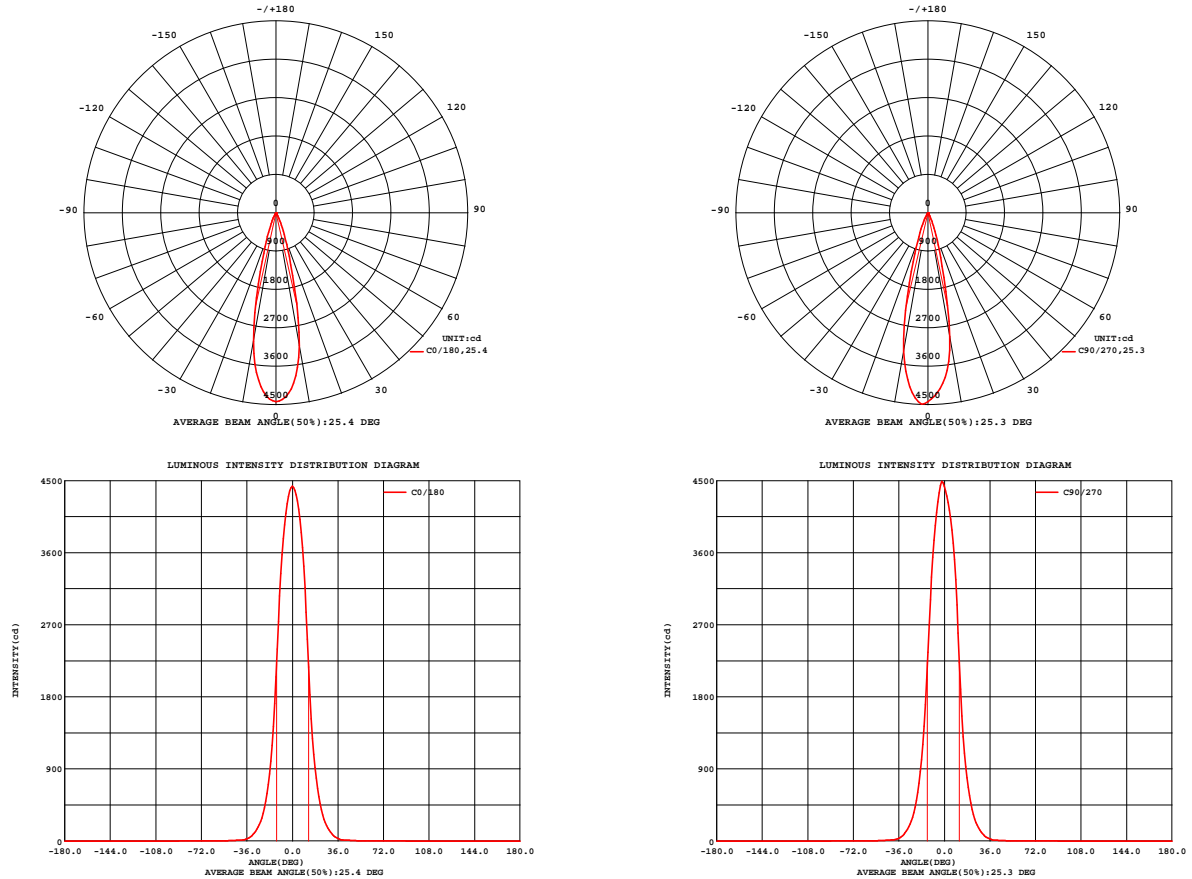 -/+180
-150 150
-120 120
-90 90
-60 60
-30 30
0
0
900
1800
2700
3600
4500
UNIT:cd
C0/180,25.4
AVERAGE BEAM ANGLE(50%):25.4 DEG
-/+180
-150 150
-120 120
-90 90
-60 60
-30 30
0
0
900
1800
2700
3600
4500
UNIT:cd
C90/270,25.3
AVERAGE BEAM ANGLE(50%):25.3 DEG
LUMINOUS INTENSITY DISTRIBUTION DIAGRAM
C0/180
INTENSITY(cd)
4500
3600
2700
1800
900
0
-180.0 -144.0 -108.0 -72.0 -36.0 0.0 36.0 72.0 108.0 144.0 180.0
ANGLE(DEG)
AVERAGE BEAM ANGLE(50%):25.4 DEG
LUMINOUS INTENSITY DISTRIBUTION DIAGRAM
C90/270
INTENSITY(cd)
4500
3600
2700
1800
900
0
-180.0 -144.0 -108.0 -72.0 -36.0 0.0 36.0 72.0 108.0 144.0 180.0
ANGLE(DEG)
AVERAGE BEAM ANGLE(50%):25.3 DEG